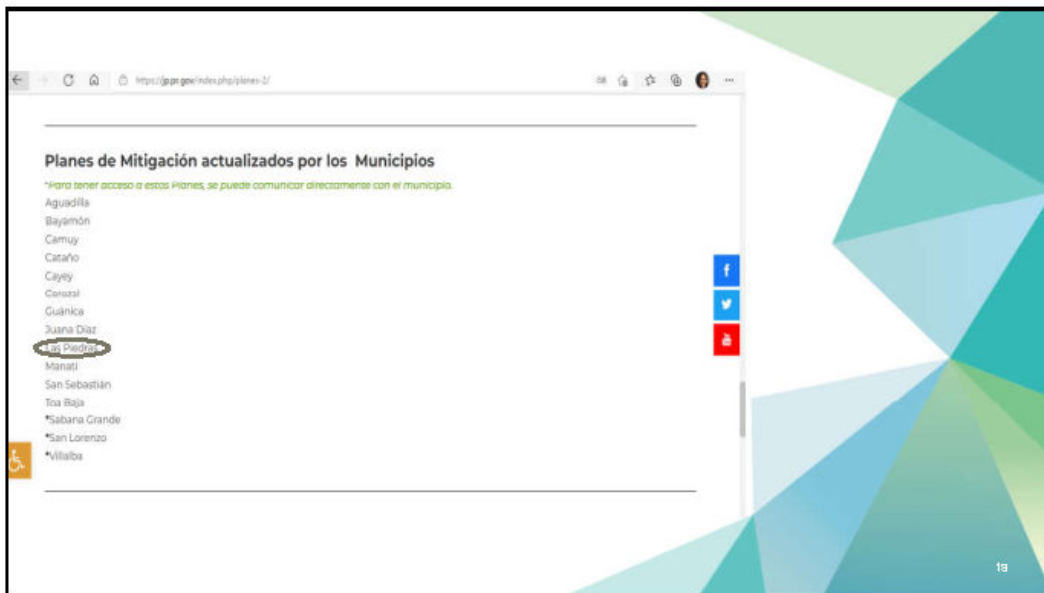 https://jp.pr.gov/index.php/planes-2/
Planes de Mitigación actualizados por los Municipios
*Para tener acceso a estos Planes, se puede comunicar directamente con el municipio.
Aguadilla
Bayamón
Camuy
Cataño
Cayey
Corozal
Guánica
Juana Díaz
Las Piedras
Manatí
San Sebastián
Toa Baja
*Sabana Grande
*San Lorenzo
*Villalba